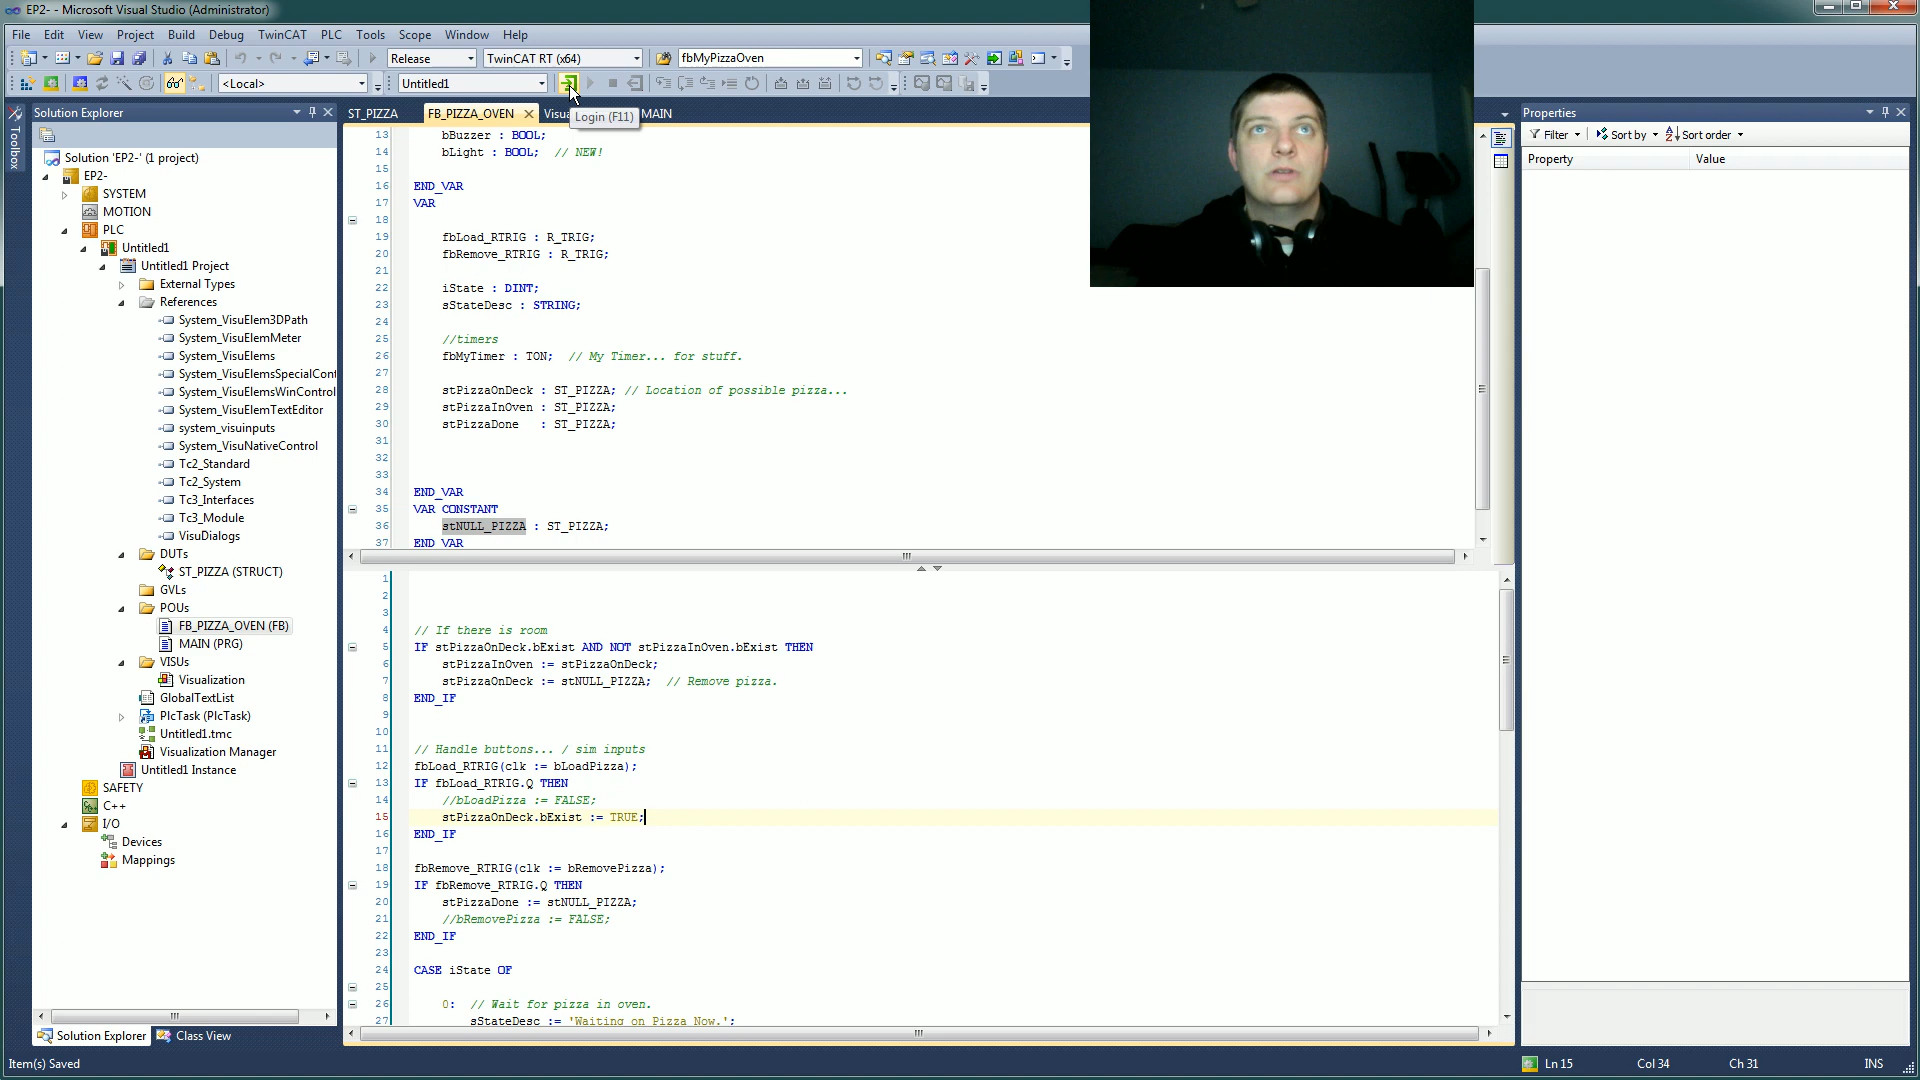 EP2- - Microsoft Visual Studio (Administrator)
File Edit View Project Build Debug TwinCAT PLC Tools Scope Window Help
Release TwinCAT RT (x64) fbMyPizzaOven
<Local> Untitled1
Solution Explorer
ST_PIZZA FB_PIZZA_OVEN Visua MAIN
Login (F11)
Toolbox
Solution 'EP2-' (1 project)
EP2-
SYSTEM
MOTION
PLC
Untitled1
Untitled1 Project
External Types
References
System_VisuElem3DPath
System_VisuElemMeter
System_VisuElems
System_VisuElemsSpecialCont
System_VisuElemsWinControl
System_VisuElemTextEditor
system_visuinputs
System_VisuNativeControl
Tc2_Standard
Tc2_System
Tc3_Interfaces
Tc3_Module
VisuDialogs
DUTs
ST_PIZZA (STRUCT)
GVLs
POUs
FB_PIZZA_OVEN (FB)
MAIN (PRG)
VISUs
Visualization
GlobalTextList
PlcTask (PlcTask)
Untitled1.tmc
Visualization Manager
Untitled1 Instance
SAFETY
C++
I/O
Devices
Mappings
Solution Explorer Class View
13 bBuzzer : BOOL;
14 bLight : BOOL; // NEW!
15
16 END_VAR
17 VAR
18
19 fbLoad_RTRIG : R_TRIG;
20 fbRemove_RTRIG : R_TRIG;
21
22 iState : DINT;
23 sStateDesc : STRING;
24
25 //timers
26 fbMyTimer : TON; // My Timer... for stuff.
27
28 stPizzaOnDeck : ST_PIZZA; // Location of possible pizza...
29 stPizzaInOven : ST_PIZZA;
30 stPizzaDone : ST_PIZZA;
31
32
33
34 END_VAR
35 VAR CONSTANT
36 stNULL_PIZZA : ST_PIZZA;
37 END_VAR
1
2
3
4 // If there is room
5 IF stPizzaOnDeck.bExist AND NOT stPizzaInOven.bExist THEN
6 stPizzaInOven := stPizzaOnDeck;
7 stPizzaOnDeck := stNULL_PIZZA; // Remove pizza.
8 END_IF
9
10
11 // Handle buttons... / sim inputs
12 fbLoad_RTRIG(clk := bLoadPizza);
13 IF fbLoad_RTRIG.Q THEN
14 //bLoadPizza := FALSE;
15 stPizzaOnDeck.bExist := TRUE;
16 END_IF
17
18 fbRemove_RTRIG(clk := bRemovePizza);
19 IF fbRemove_RTRIG.Q THEN
20 stPizzaDone := stNULL_PIZZA;
21 //bRemovePizza := FALSE;
22 END_IF
23
24 CASE iState OF
25
26 0: // Wait for pizza in oven.
27 sStateDesc := 'Waiting on Pizza Now.';
Properties
Filter Sort by Sort order
Property Value
Item(s) Saved Ln 15 Col 34 Ch 31 INS